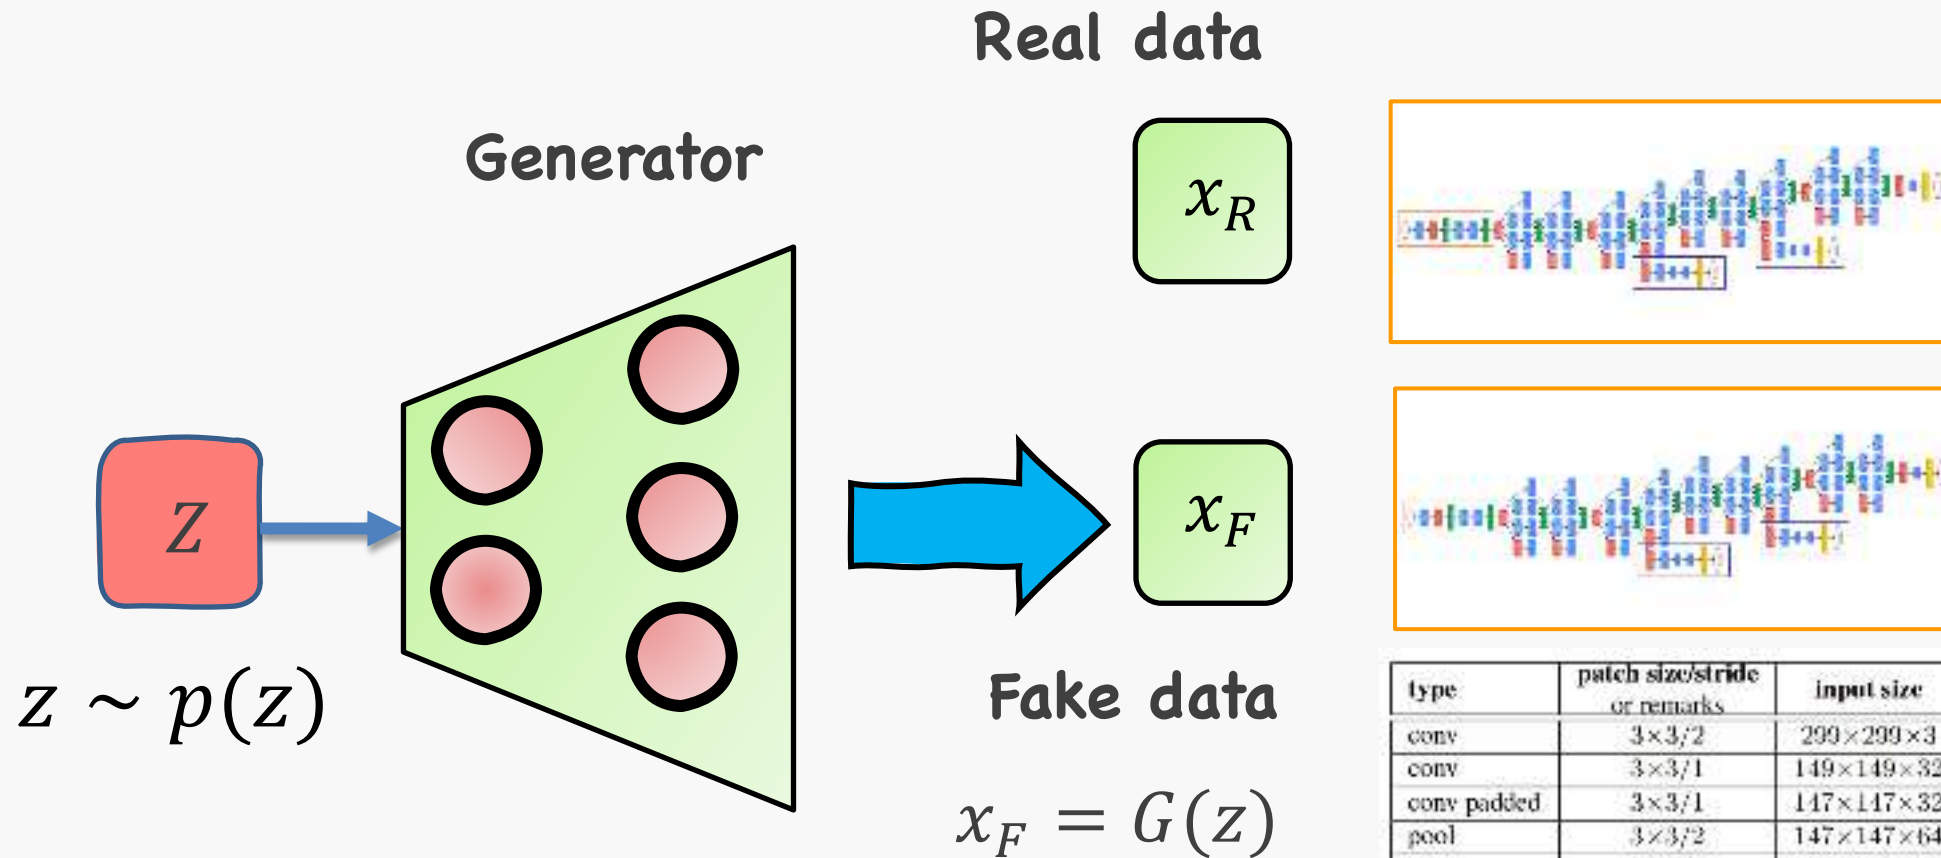 Real data
Generator
x_R
Z
x_F
z ~ p(z)
Fake data
x_F = G(z)
type patch size/stride or remarks input size
conv 3×3/2 299×299×3
conv 3×3/1 149×149×32
conv padded 3×3/1 147×147×32
pool 3×3/2 147×147×64